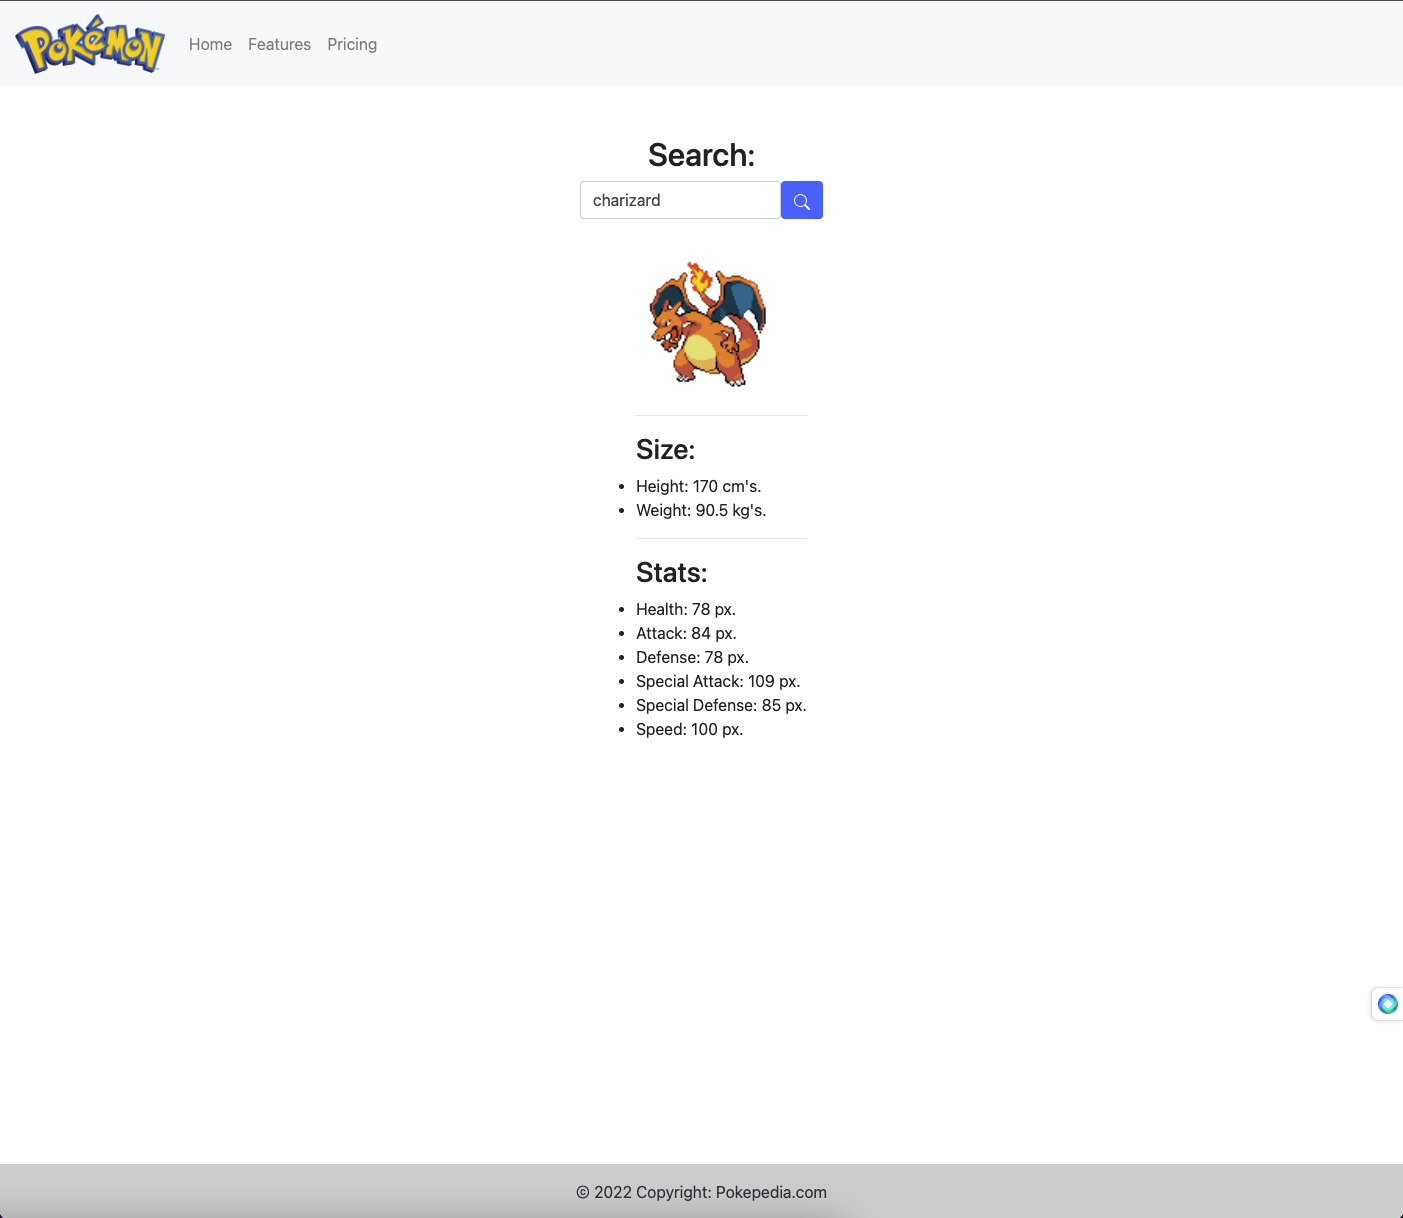 POKéMON
Home Features Pricing
Search:
charizard
Size:
Height: 170 cm's.
Weight: 90.5 kg's.
Stats:
Health: 78 px.
Attack: 84 px.
Defense: 78 px.
Special Attack: 109 px.
Special Defense: 85 px.
Speed: 100 px.
© 2022 Copyright: Pokepedia.com